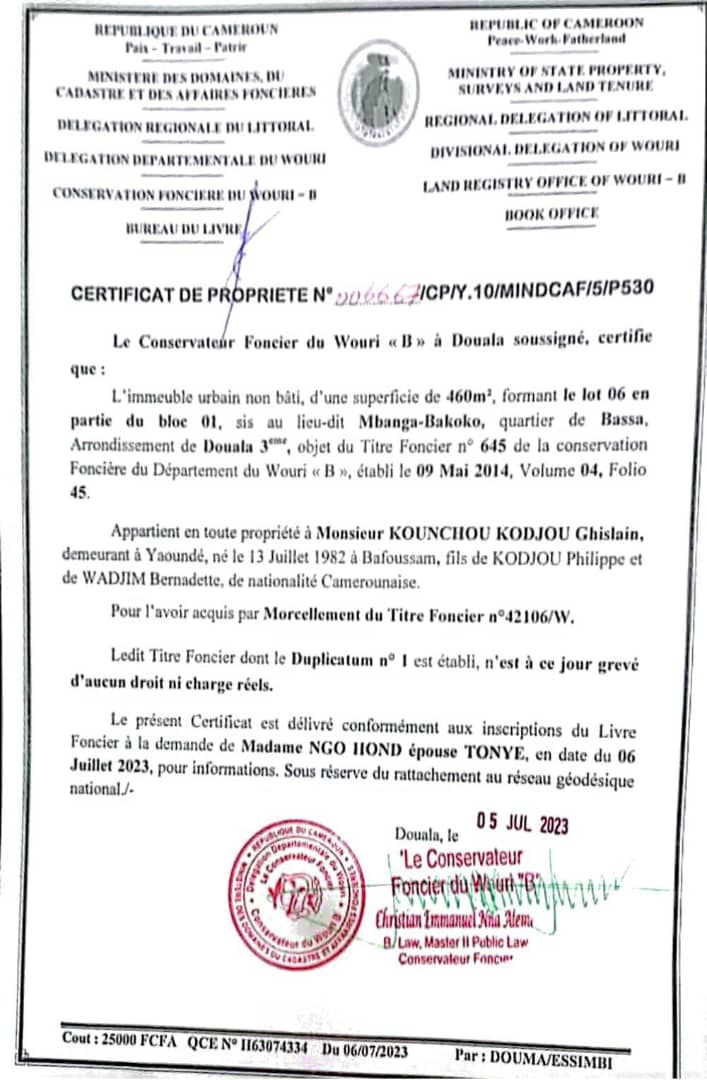 REPUBLIQUE DU CAMEROUN
Paix – Travail – Patrie
MINISTERE DES DOMAINES, DU
CADASTRE ET DES AFFAIRES FONCIERES
DELEGATION REGIONALE DU LITTORAL
DELEGATION DEPARTEMENTALE DU WOURI
CONSERVATION FONCIERE DU WOURI – B
BUREAU DU LIVRE
REPUBLIC OF CAMEROON
Peace-Work-Fatherland
MINISTRY OF STATE PROPERTY,
SURVEYS AND LAND TENURE
REGIONAL DELEGATION OF LITTORAL
DIVISIONAL DELEGATION OF WOURI
LAND REGISTRY OFFICE OF WOURI – B
BOOK OFFICE
CERTIFICAT DE PROPRIETE N° 006667/CP/Y.10/MINDCAF/5/P530
Le Conservateur Foncier du Wouri « B » à Douala soussigné, certifie
que :
L'immeuble urbain non bâti, d'une superficie de 460m², formant le lot 06 en
partie du bloc 01, sis au lieu-dit Mbanga-Bakoko, quartier de Bassa,
Arrondissement de Douala 3ème, objet du Titre Foncier n° 645 de la conservation
Foncière du Département du Wouri « B », établi le 09 Mai 2014, Volume 04, Folio
45.
Appartient en toute propriété à Monsieur KOUNCHOU KODJOU Ghislain,
demeurant à Yaoundé, né le 13 Juillet 1982 à Bafoussam, fils de KODJOU Philippe et
de WADJIM Bernadette, de nationalité Camerounaise.
Pour l'avoir acquis par Morcellement du Titre Foncier n°42106/W.
Ledit Titre Foncier dont le Duplicatum n° 1 est établi, n'est à ce jour grevé
d'aucun droit ni charge réels.
Le présent Certificat est délivré conformément aux inscriptions du Livre
Foncier à la demande de Madame NGO HOND épouse TONYE, en date du 06
Juillet 2023, pour informations. Sous réserve du rattachement au réseau géodésique
national./-
Douala, le 05 JUL 2023
Le Conservateur
Foncier du Wouri "B"
Christian Emmanuel
B. Law, Master II Public Law
Conservateur Foncier
REPUBLIQUE DU CAMEROUN
MINISTERE DES DOMAINES DU CADASTRE ET AFFAIRES FONCIERES
Délégation Départementale du Wouri
Le Conservateur Foncier
Conservateur du Wouri B
Cout : 25000 FCFA QCE N° H63074334 Du 06/07/2023
Par : DOUMA/ESSIMBI